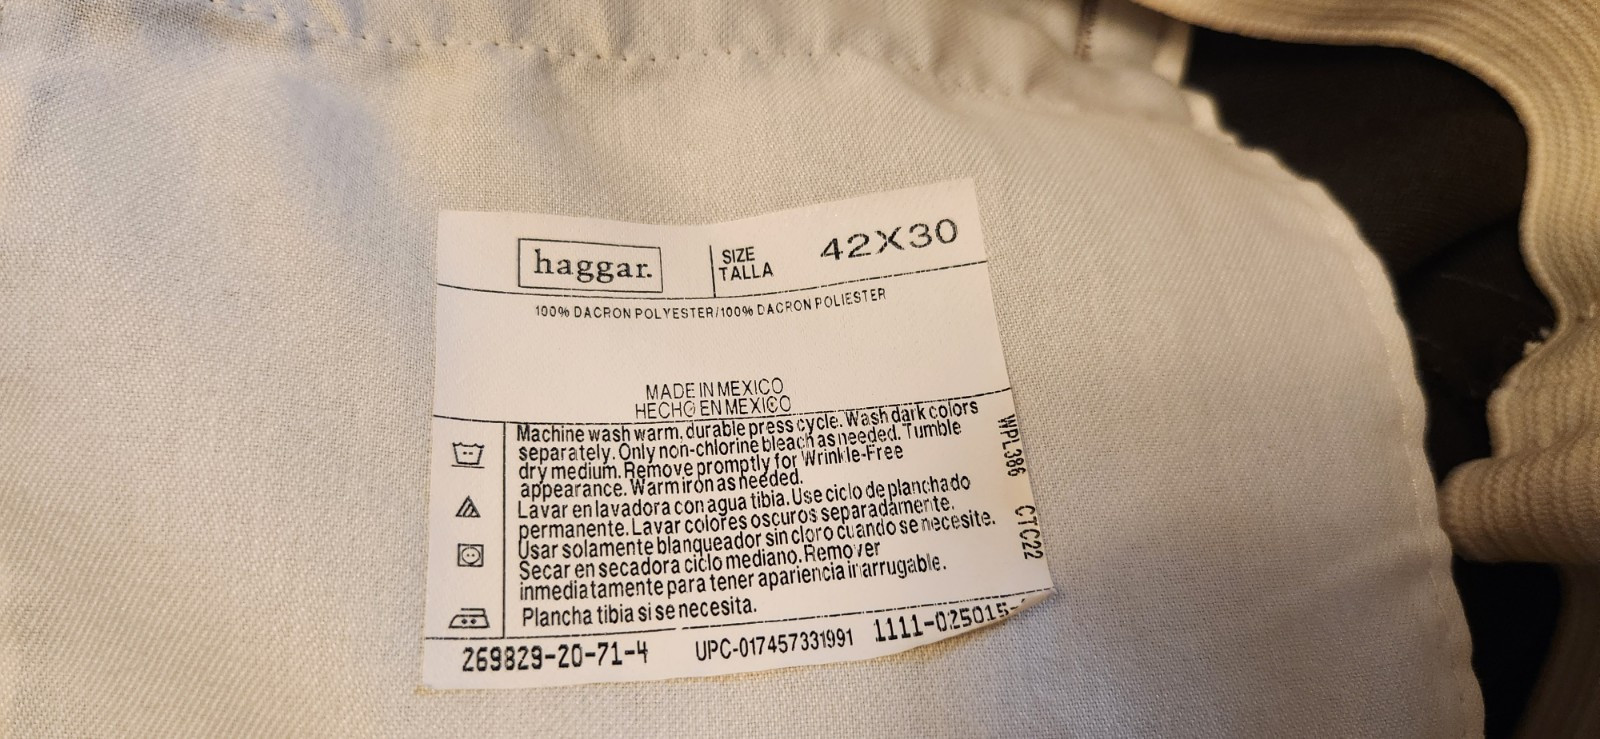 haggar.
SIZE
TALLA
42X30
100% DACRON POLYESTER/100% DACRON POLIESTER
MADE IN MEXICO
HECHO EN MEXICO
Machine wash warm, durable press cycle. Wash dark colors
separately. Only non-chlorine bleach as needed. Tumble
dry medium. Remove promptly for Wrinkle-Free
appearance. Warm iron as needed.
Lavar en lavadora con agua tibia. Use ciclo de planchado
permanente. Lavar colores oscuros separadamente.
Usar solamente blanqueador sin cloro cuando se necesite.
Secar en secadora ciclo mediano. Remover
inmediatamente para tener apariencia inarrugable.
Plancha tibia si se necesita.
WPL386 CTC22
269829-20-71-4 UPC-017457331991 1111-025015-